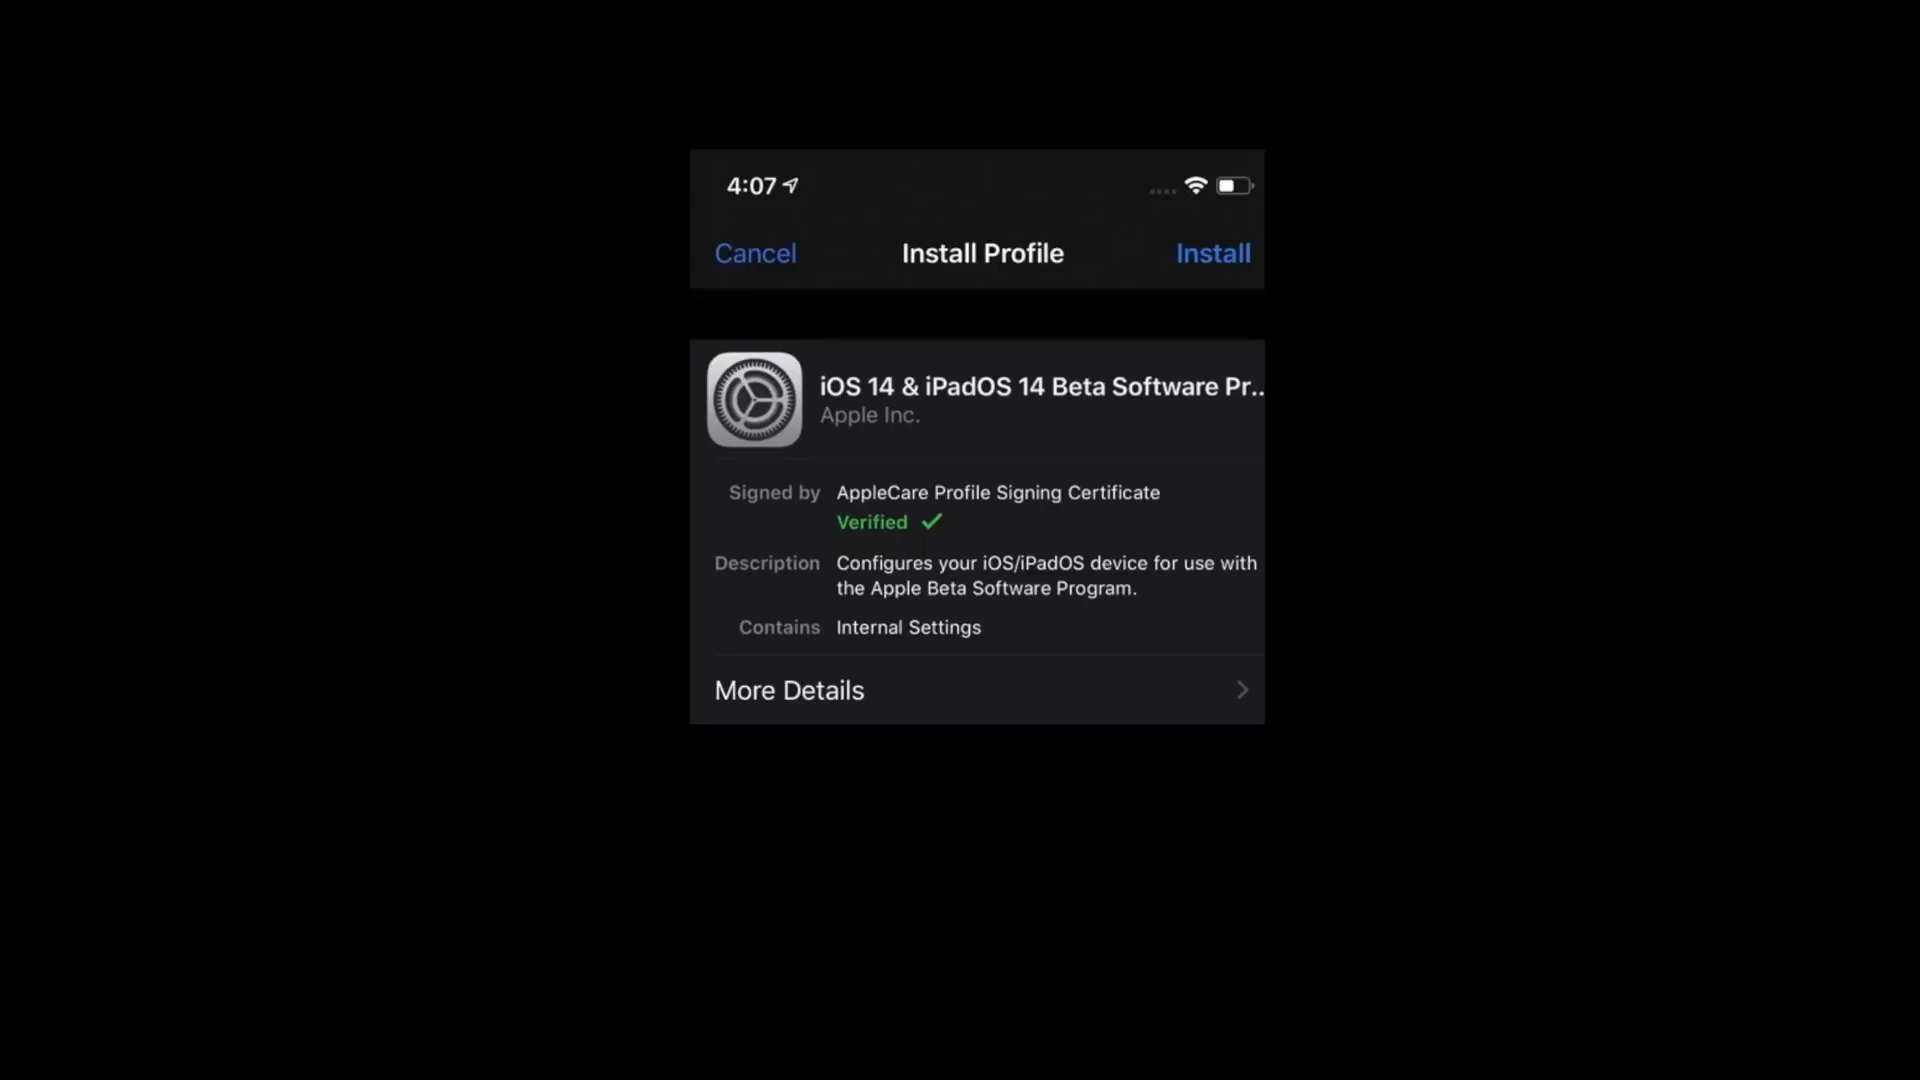 4:07
Cancel Install Profile Install
iOS 14 & iPadOS 14 Beta Software Pr..
Apple Inc.
Signed by AppleCare Profile Signing Certificate
Verified
Description Configures your iOS/iPadOS device for use with
the Apple Beta Software Program.
Contains Internal Settings
More Details